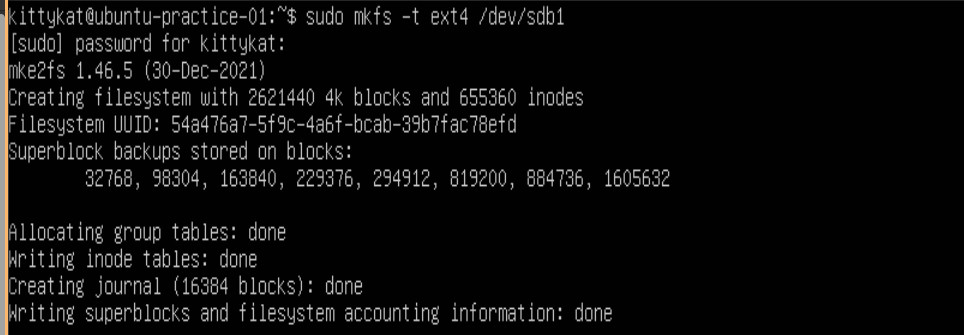 kittykat@ubuntu-practice-01:~$ sudo mkfs -t ext4 /dev/sdb1
[sudo] password for kittykat:
mke2fs 1.46.5 (30-Dec-2021)
Creating filesystem with 2621440 4k blocks and 655360 inodes
Filesystem UUID: 54a476a7-5f9c-4a6f-bcab-39b7fac78efd
Superblock backups stored on blocks:
32768, 98304, 163840, 229376, 294912, 819200, 884736, 1605632
Allocating group tables: done
Writing inode tables: done
Creating journal (16384 blocks): done
Writing superblocks and filesystem accounting information: done